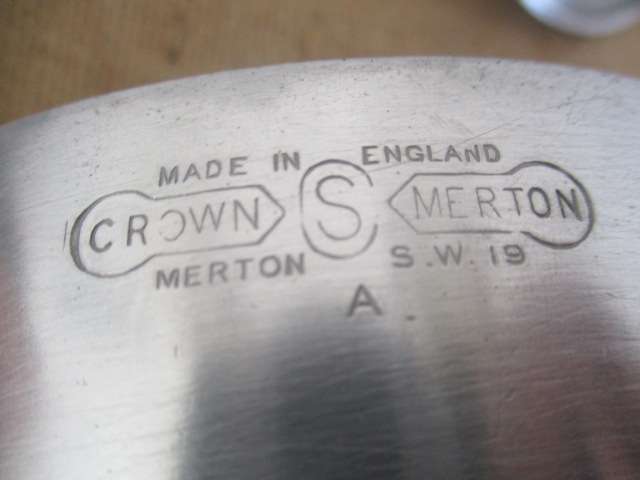 MADE IN ENGLAND
CROWN S MERTON
MERTON S.W. 19
A